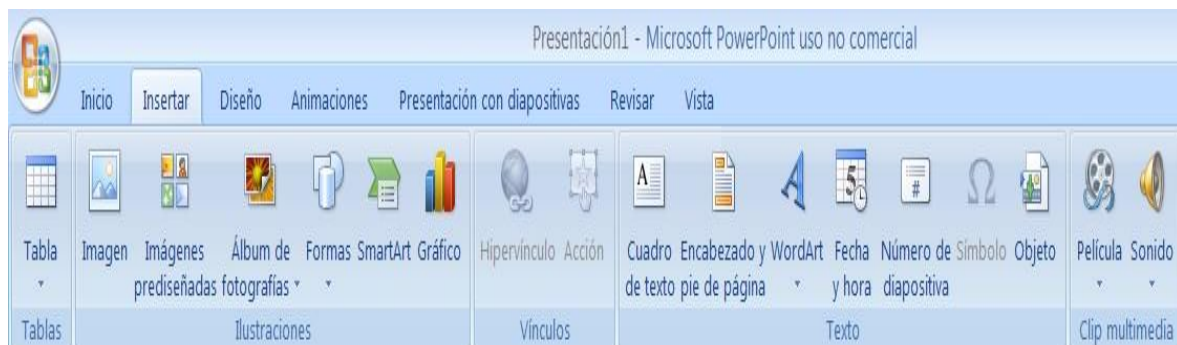 Presentación1 - Microsoft PowerPoint uso no comercial
Inicio Insertar Diseño Animaciones Presentación con diapositivas Revisar Vista
Tabla Imagen Imágenes Álbum de Formas SmartArt Gráfico Hipervínculo Acción Cuadro Encabezado y WordArt Fecha Número de Símbolo Objeto Película Sonido
prediseñadas fotografías de texto pie de página y hora diapositiva
Tablas Ilustraciones Vínculos Texto Clip multimedia